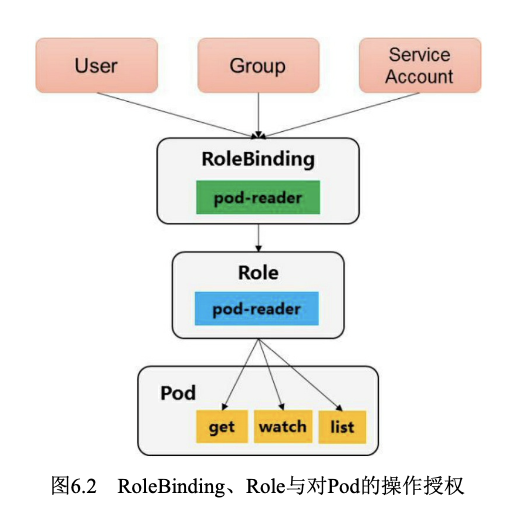 User
Group
Service
Account
RoleBinding
pod-reader
Role
pod-reader
Pod
get
watch
list
图6.2 RoleBinding、Role与对Pod的操作授权